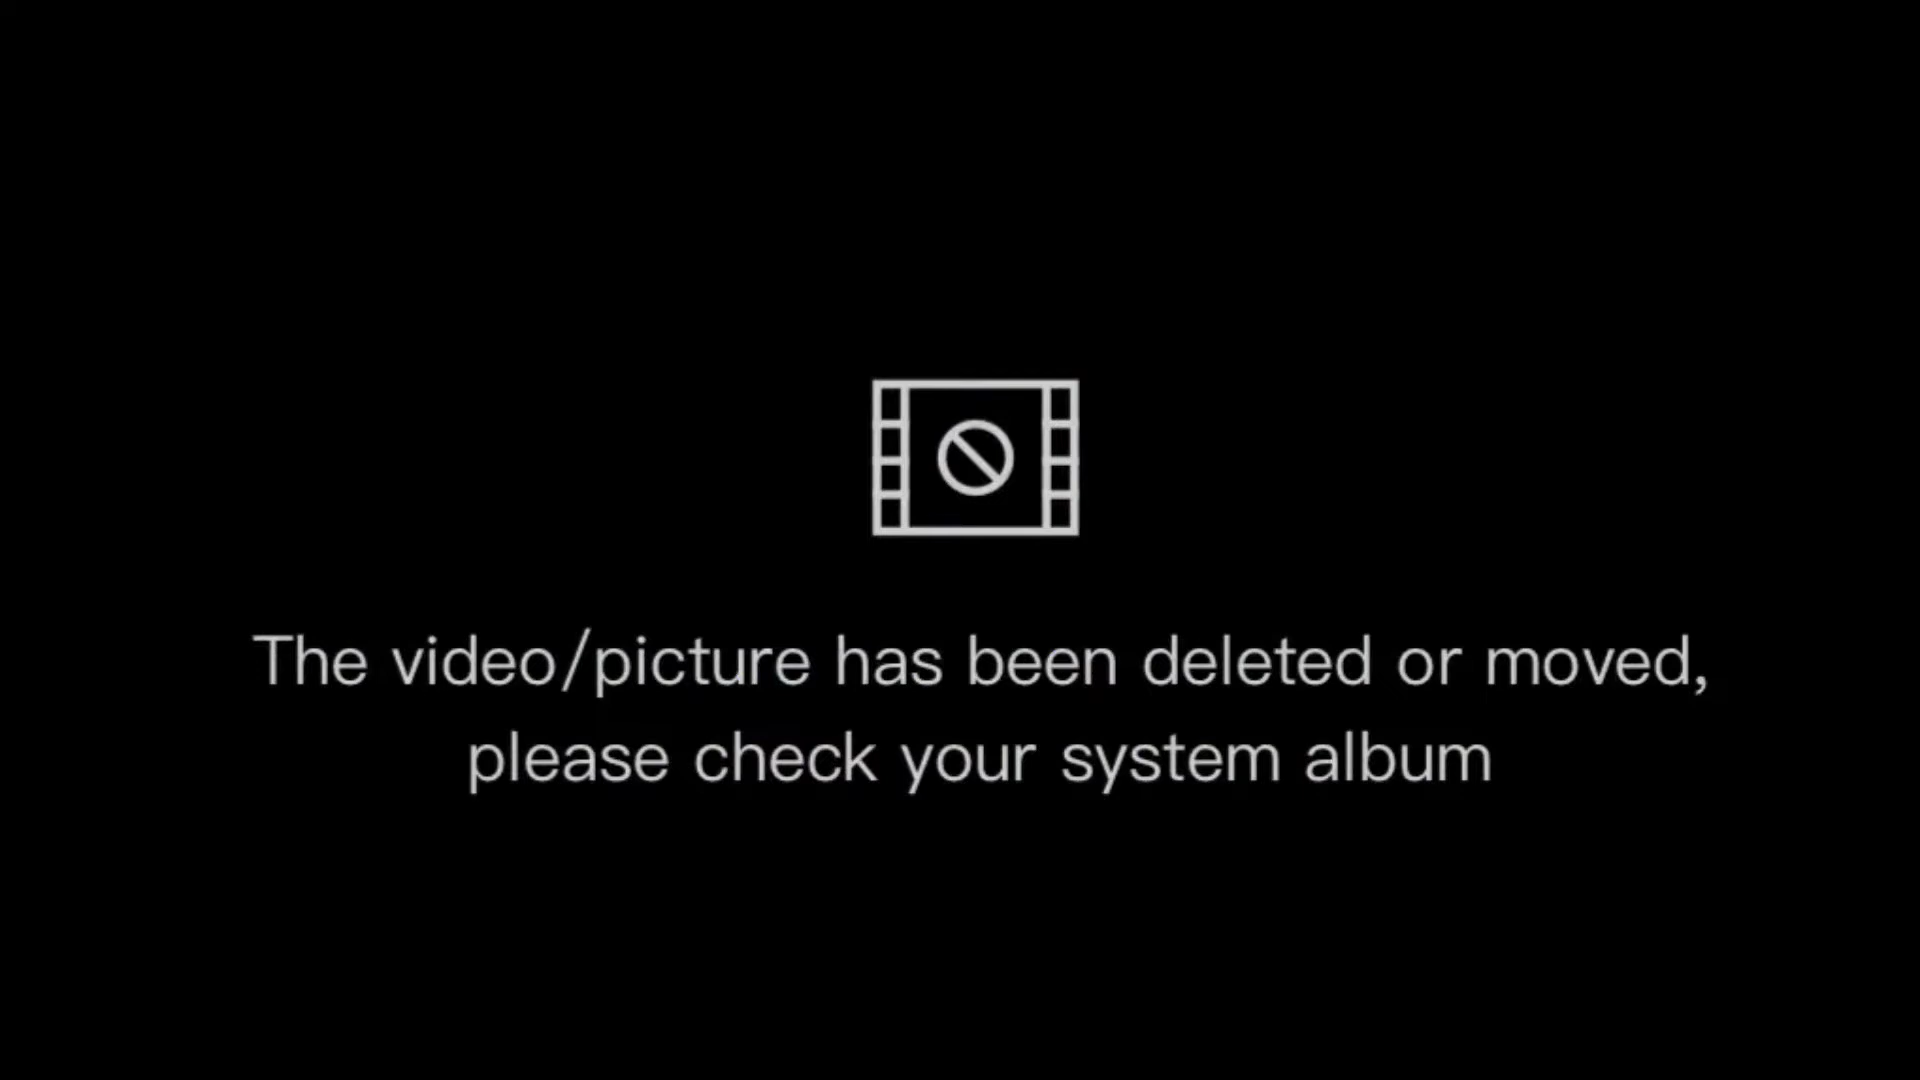 The video/picture has been deleted or moved,
please check your system album